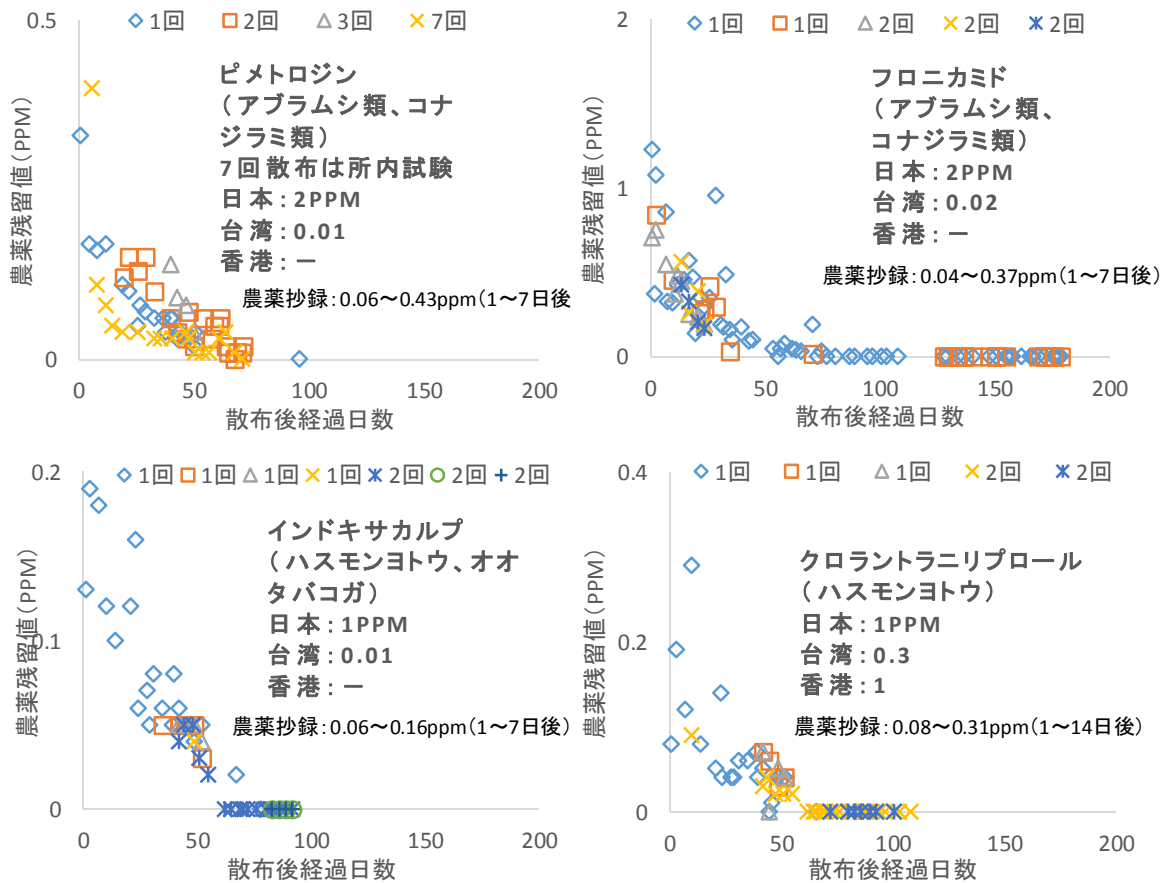 0.5
1回 2回 3回 7回
ピメトロジン
(アブラムシ類、コナ
ジラミ類)
7回散布は所内試験
日本:2PPM
台湾:0.01
香港:―
農薬抄録:0.06～0.43ppm(1～7日後
農薬残留値(PPM)
0
0 50 100 150 200
散布後経過日数
2
1回 1回 2回 2回 2回
フロニカミド
(アブラムシ類、
コナジラミ類)
日本:2PPM
台湾:0.02
香港:―
農薬抄録:0.04～0.37ppm(1～7日後)
農薬残留値(PPM)
1
0
0 50 100 150 200
散布後経過日数
0.2
1回 1回 1回 1回 2回 2回 2回
インドキサカルプ
(ハスモンヨトウ、オオ
タバコガ)
日本:1PPM
台湾:0.01
香港:―
農薬抄録:0.06～0.16ppm(1～7日後)
農薬残留値(PPM)
0.1
0
0 50 100 150 200
散布後経過日数
0.4
1回 1回 1回 2回 2回
クロラントラニリプロール
(ハスモンヨトウ)
日本:1PPM
台湾:0.3
香港:1
農薬抄録:0.08～0.31ppm(1～14日後)
農薬残留値(PPM)
0.2
0
0 50 100 150 200
散布後経過日数